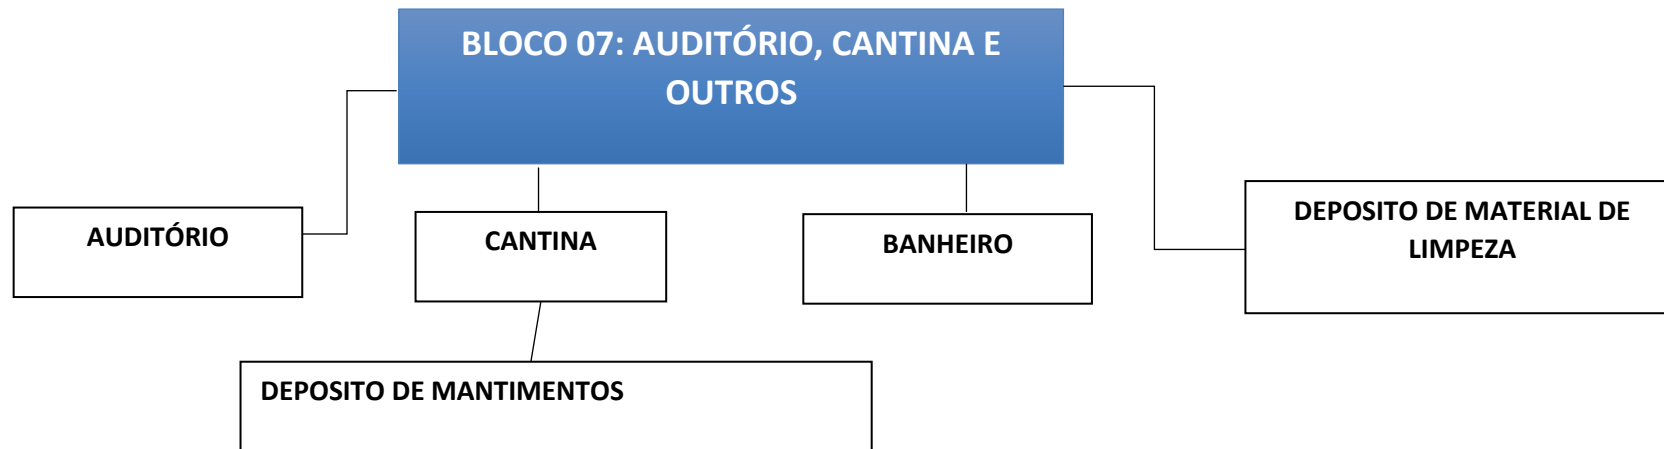 BLOCO 07: AUDITÓRIO, CANTINA E
OUTROS
AUDITÓRIO
CANTINA
BANHEIRO
DEPOSITO DE MATERIAL DE
LIMPEZA
DEPOSITO DE MANTIMENTOS